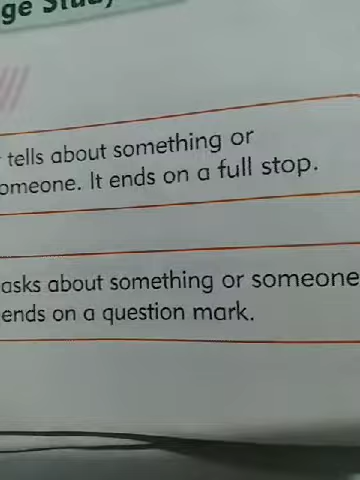 tells about something or
omeone. It ends on a full stop.
asks about something or someone
ends on a question mark.